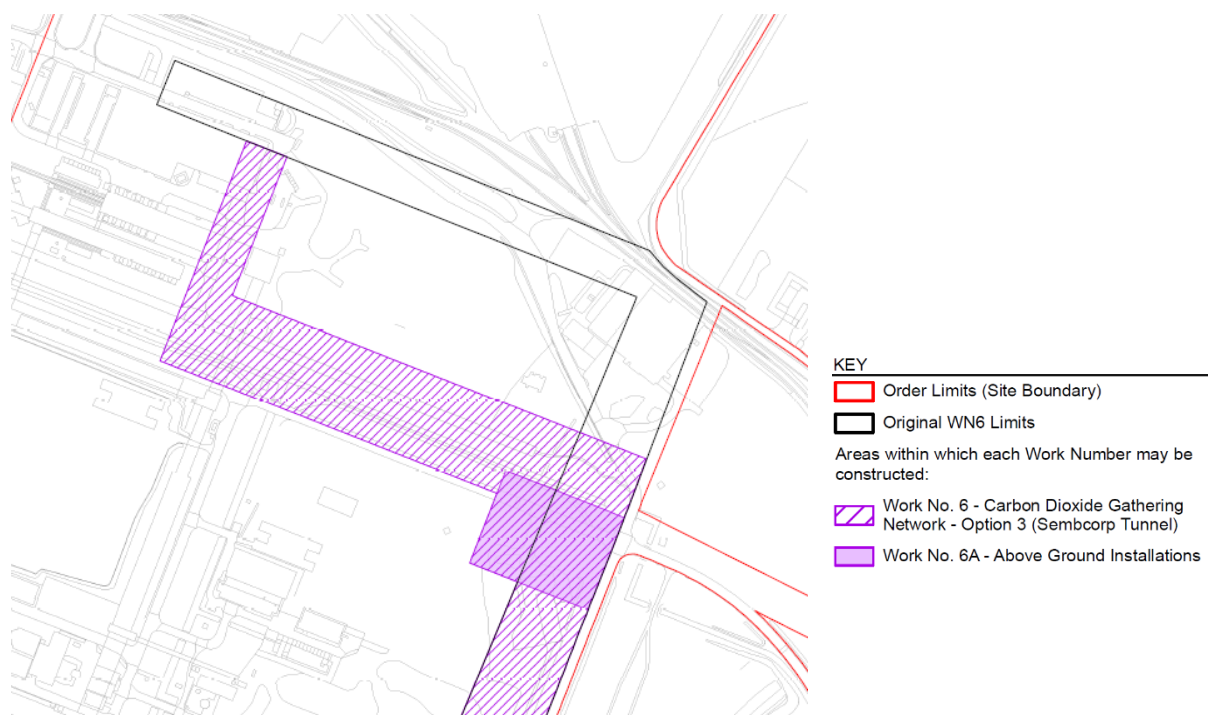 KEY
Order Limits (Site Boundary)
Original WN6 Limits
Areas within which each Work Number may be
constructed:
Work No. 6 - Carbon Dioxide Gathering
Network - Option 3 (Sembcorp Tunnel)
Work No. 6A - Above Ground Installations